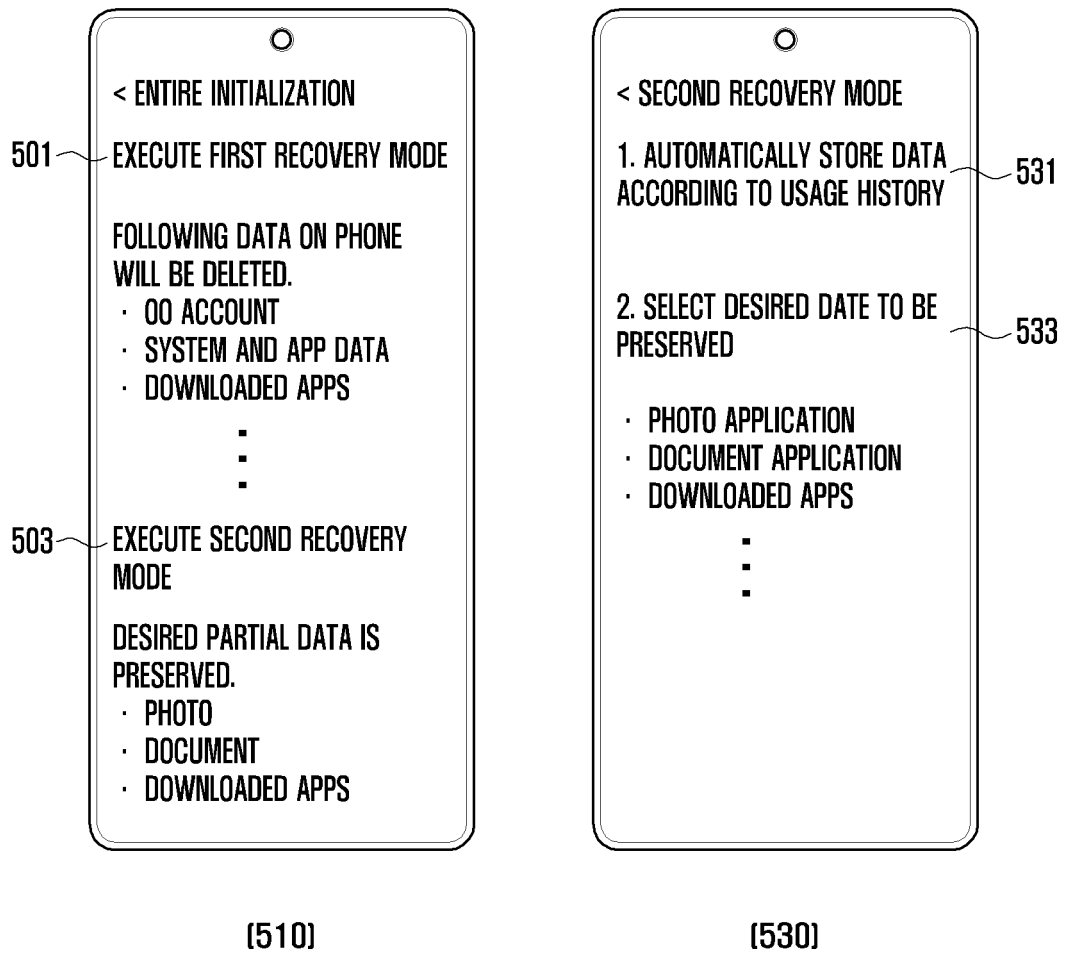 < ENTIRE INITIALIZATION
501
EXECUTE FIRST RECOVERY MODE
FOLLOWING DATA ON PHONE
WILL BE DELETED.
· OO ACCOUNT
· SYSTEM AND APP DATA
· DOWNLOADED APPS
503
EXECUTE SECOND RECOVERY
MODE
DESIRED PARTIAL DATA IS
PRESERVED.
· PHOTO
· DOCUMENT
· DOWNLOADED APPS
[510]
< SECOND RECOVERY MODE
1. AUTOMATICALLY STORE DATA
ACCORDING TO USAGE HISTORY
531
2. SELECT DESIRED DATE TO BE
PRESERVED
533
· PHOTO APPLICATION
· DOCUMENT APPLICATION
· DOWNLOADED APPS
[530]